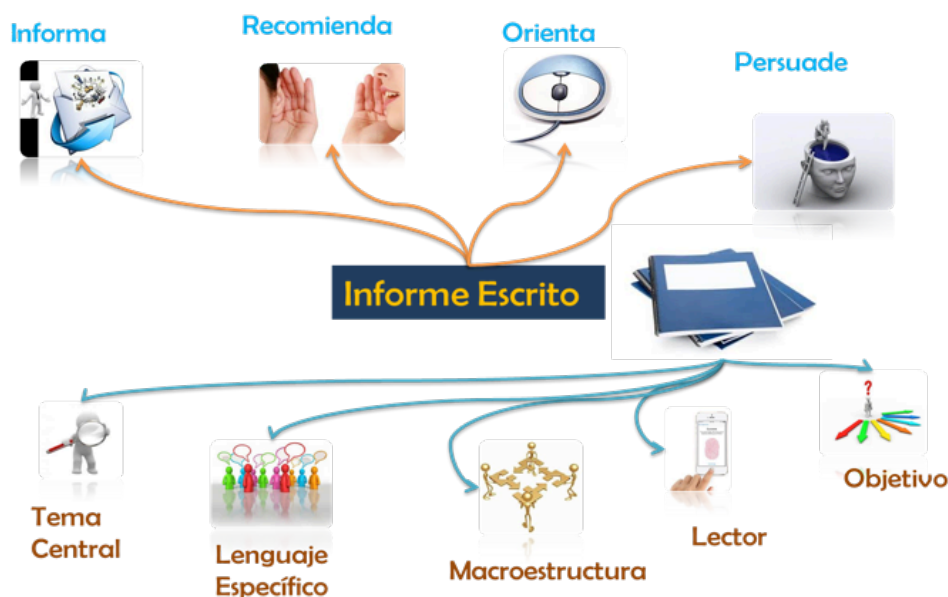 Informa
Recomienda
Orienta
Persuade
Informe Escrito
?
Tema
Central
Lenguaje
Específico
Macroestructura
Lector
Objetivo